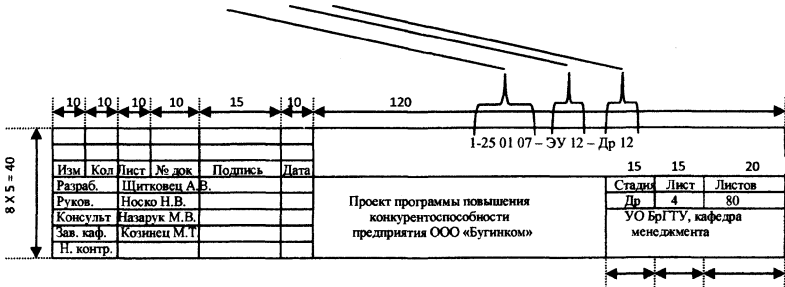 10 10 10 10 15 10 120
1-25 01 07 – ЭУ 12 – Др 12
8 X 5 = 40
15 15 20
Изм Кол Лист № док Подпись Дата
Стадия Лист Листов
Разраб. Щитковец А.В.
Др 4 80
Руков. Носко Н.В.
Консульт Назарук М.В.
Зав. каф. Козинец М.Т.
Н. контр.
Проект программы повышения
конкурентоспособности
предприятия ООО «Бугинком»
УО БрГТУ, кафедра
менеджмента